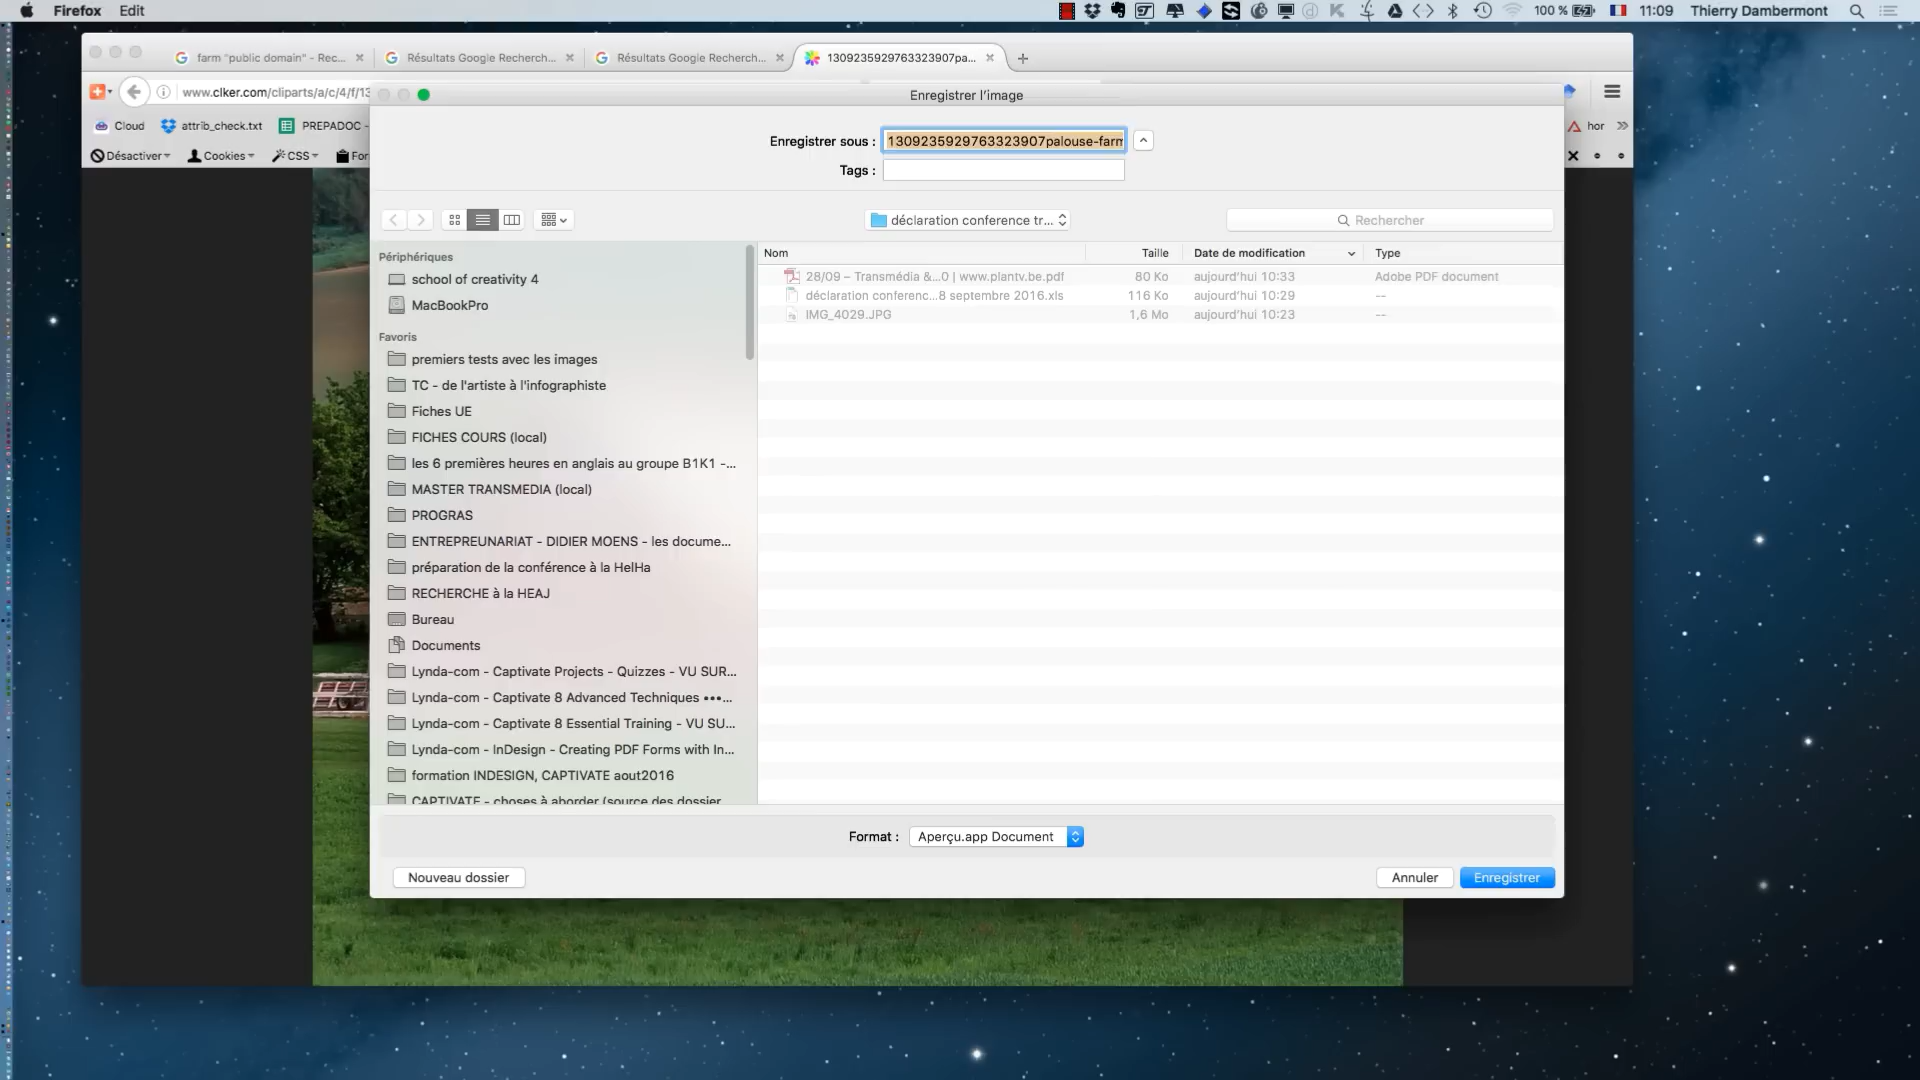 Firefox Edit 100 % 11:09 Thierry Dambermont
farm "public domain" - Rec... Résultats Google Recherch... Résultats Google Recherch... 1309235929763323907pa...
www.clker.com/cliparts/a/c/4/f/13
Enregistrer l'image
Cloud attrib_check.txt PREPADOC - hor
Désactiver Cookies CSS For
Enregistrer sous : 1309235929763323907palouse-farm
Tags :
déclaration conference tr... Rechercher
Nom Taille Date de modification Type
28/09 – Transmédia &...0 | www.plantv.be.pdf 80 Ko aujourd'hui 10:33 Adobe PDF document
déclaration conferenc...8 septembre 2016.xls 116 Ko aujourd'hui 10:29 --
IMG_4029.JPG 1,6 Mo aujourd'hui 10:23 --
Périphériques
school of creativity 4
MacBookPro
Favoris
premiers tests avec les images
TC - de l'artiste à l'infographiste
Fiches UE
FICHES COURS (local)
les 6 premières heures en anglais au groupe B1K1 -...
MASTER TRANSMEDIA (local)
PROGRAS
ENTREPREUNARIAT - DIDIER MOENS - les docume...
préparation de la conférence à la HelHa
RECHERCHE à la HEAJ
Bureau
Documents
Lynda-com - Captivate Projects - Quizzes - VU SUR...
Lynda-com - Captivate 8 Advanced Techniques •••...
Lynda-com - Captivate 8 Essential Training - VU SU...
Lynda-com - InDesign - Creating PDF Forms with In...
formation INDESIGN, CAPTIVATE aout2016
CAPTIVATE - choses à aborder (source des dossier
Format : Aperçu.app Document
Nouveau dossier Annuler Enregistrer